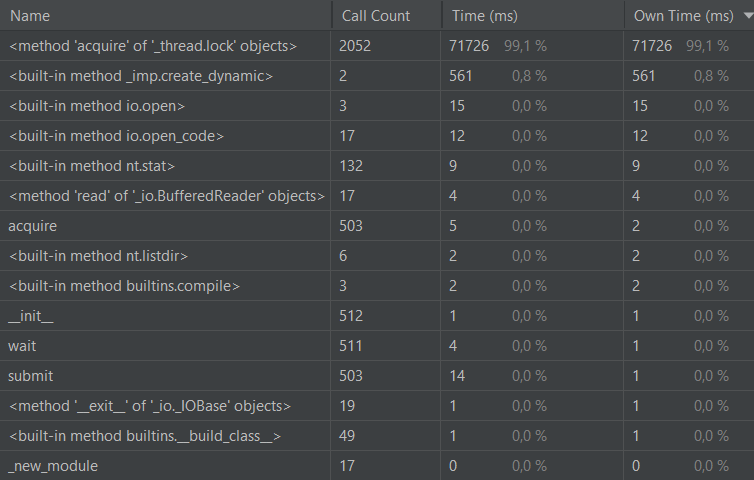 Name Call Count Time (ms) Own Time (ms)
<method 'acquire' of '_thread.lock' objects> 2052 71726 99,1 % 71726 99,1 %
<built-in method _imp.create_dynamic> 2 561 0,8 % 561 0,8 %
<built-in method io.open> 3 15 0,0 % 15 0,0 %
<built-in method io.open_code> 17 12 0,0 % 12 0,0 %
<built-in method nt.stat> 132 9 0,0 % 9 0,0 %
<method 'read' of '_io.BufferedReader' objects> 17 4 0,0 % 4 0,0 %
acquire 503 5 0,0 % 2 0,0 %
<built-in method nt.listdir> 6 2 0,0 % 2 0,0 %
<built-in method builtins.compile> 3 2 0,0 % 2 0,0 %
__init__ 512 1 0,0 % 1 0,0 %
wait 511 4 0,0 % 1 0,0 %
submit 503 14 0,0 % 1 0,0 %
<method '__exit__' of '_io._IOBase' objects> 19 1 0,0 % 1 0,0 %
<built-in method builtins.__build_class__> 49 1 0,0 % 1 0,0 %
_new_module 17 0 0,0 % 0 0,0 %